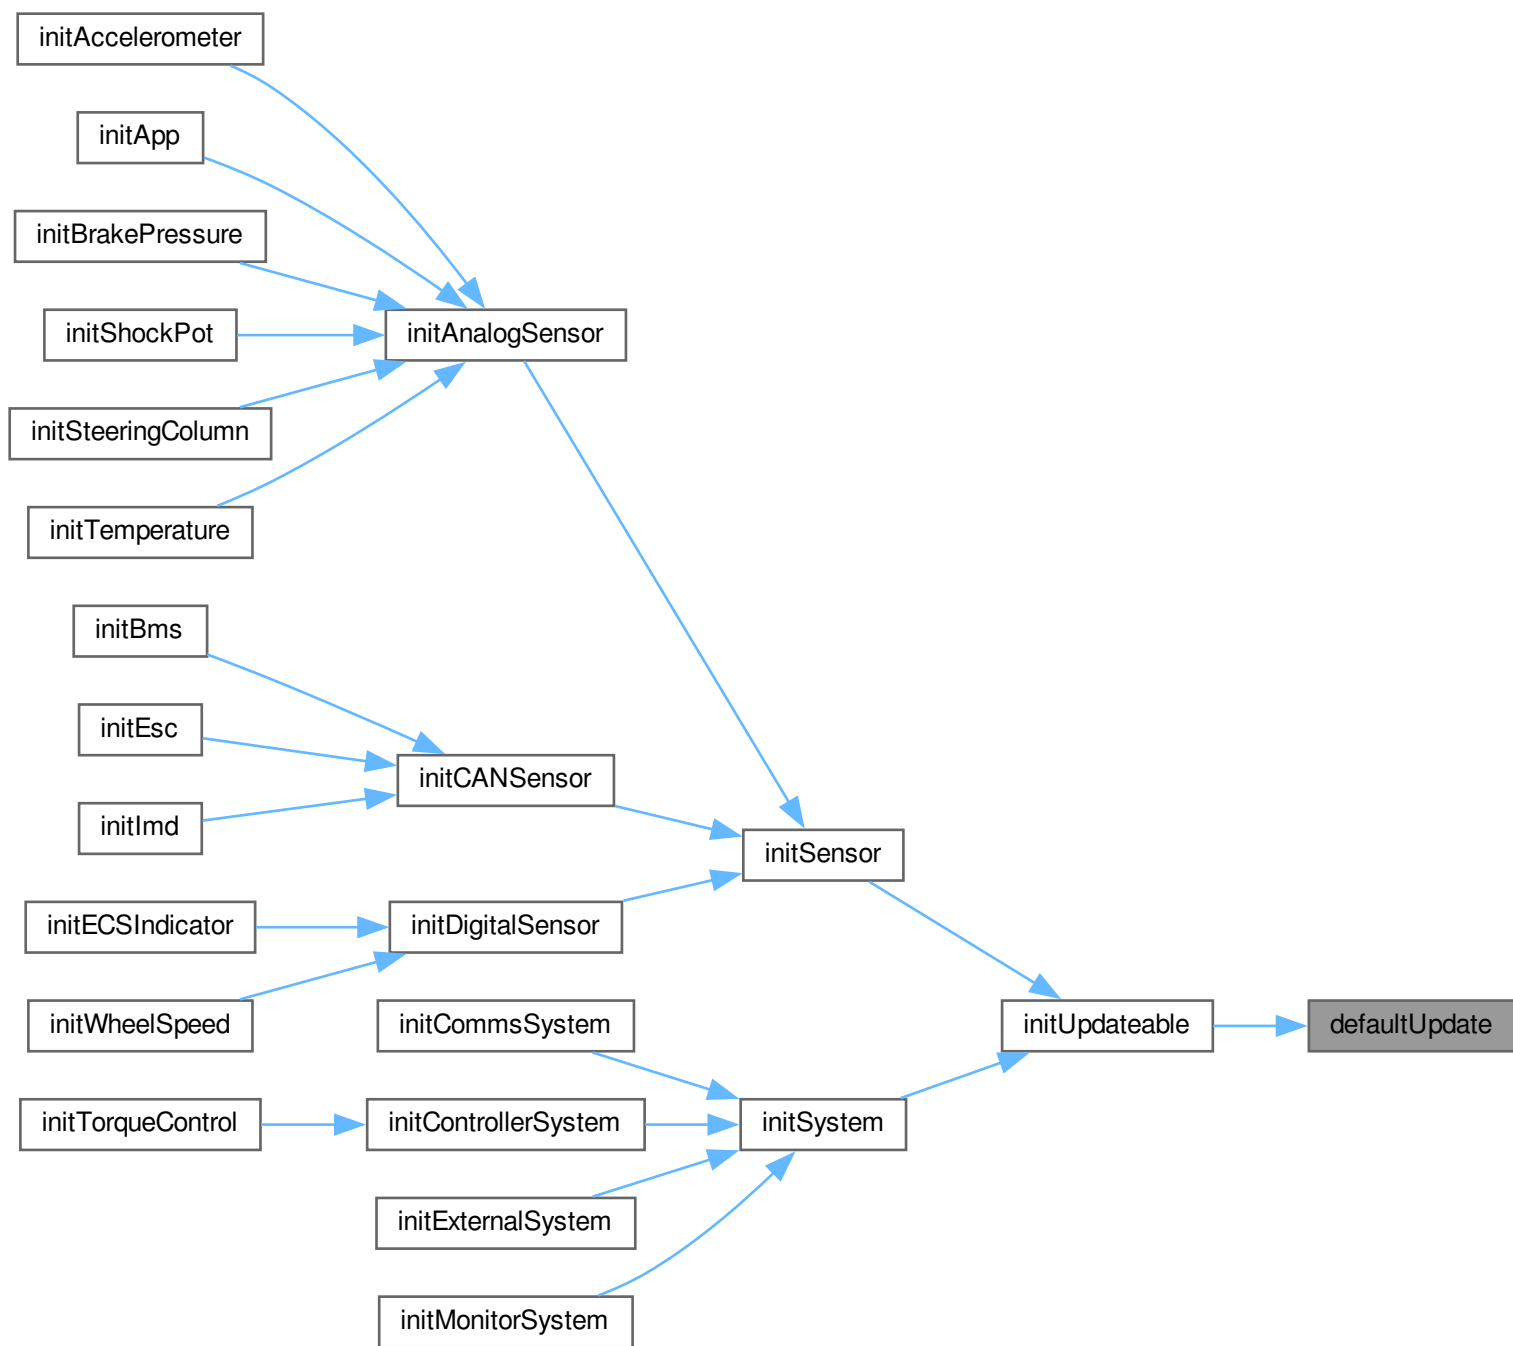 initAccelerometer
initApp
initBrakePressure
initShockPot
initAnalogSensor
initSteeringColumn
initTemperature
initBms
initEsc
initCANSensor
initImd
initSensor
initECSIndicator
initDigitalSensor
initWheelSpeed
initCommsSystem
initUpdateable
defaultUpdate
initTorqueControl
initControllerSystem
initSystem
initExternalSystem
initMonitorSystem